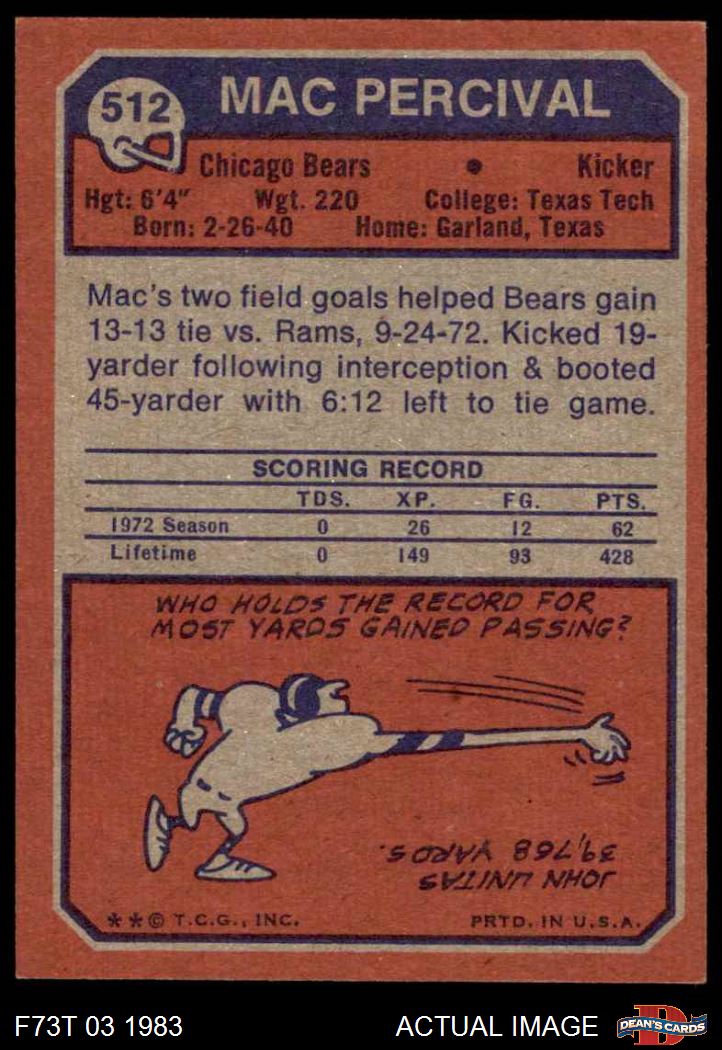 512 MAC PERCIVAL
Chicago Bears • Kicker
Hgt: 6'4" Wgt. 220 College: Texas Tech
Born: 2-26-40 Home: Garland, Texas
Mac's two field goals helped Bears gain
13-13 tie vs. Rams, 9-24-72. Kicked 19-
yarder following interception & booted
45-yarder with 6:12 left to tie game.
SCORING RECORD
TDS. XP. FG. PTS.
1972 Season 0 26 12 62
Lifetime 0 149 93 428
WHO HOLDS THE RECORD FOR
MOST YARDS GAINED PASSING?
JOHN UNITAS
39,768 YARDS.
**© T.C.G., INC. PRTD. IN U.S.A.
F73T 03 1983 ACTUAL IMAGE
D
DEAN'S CARDS